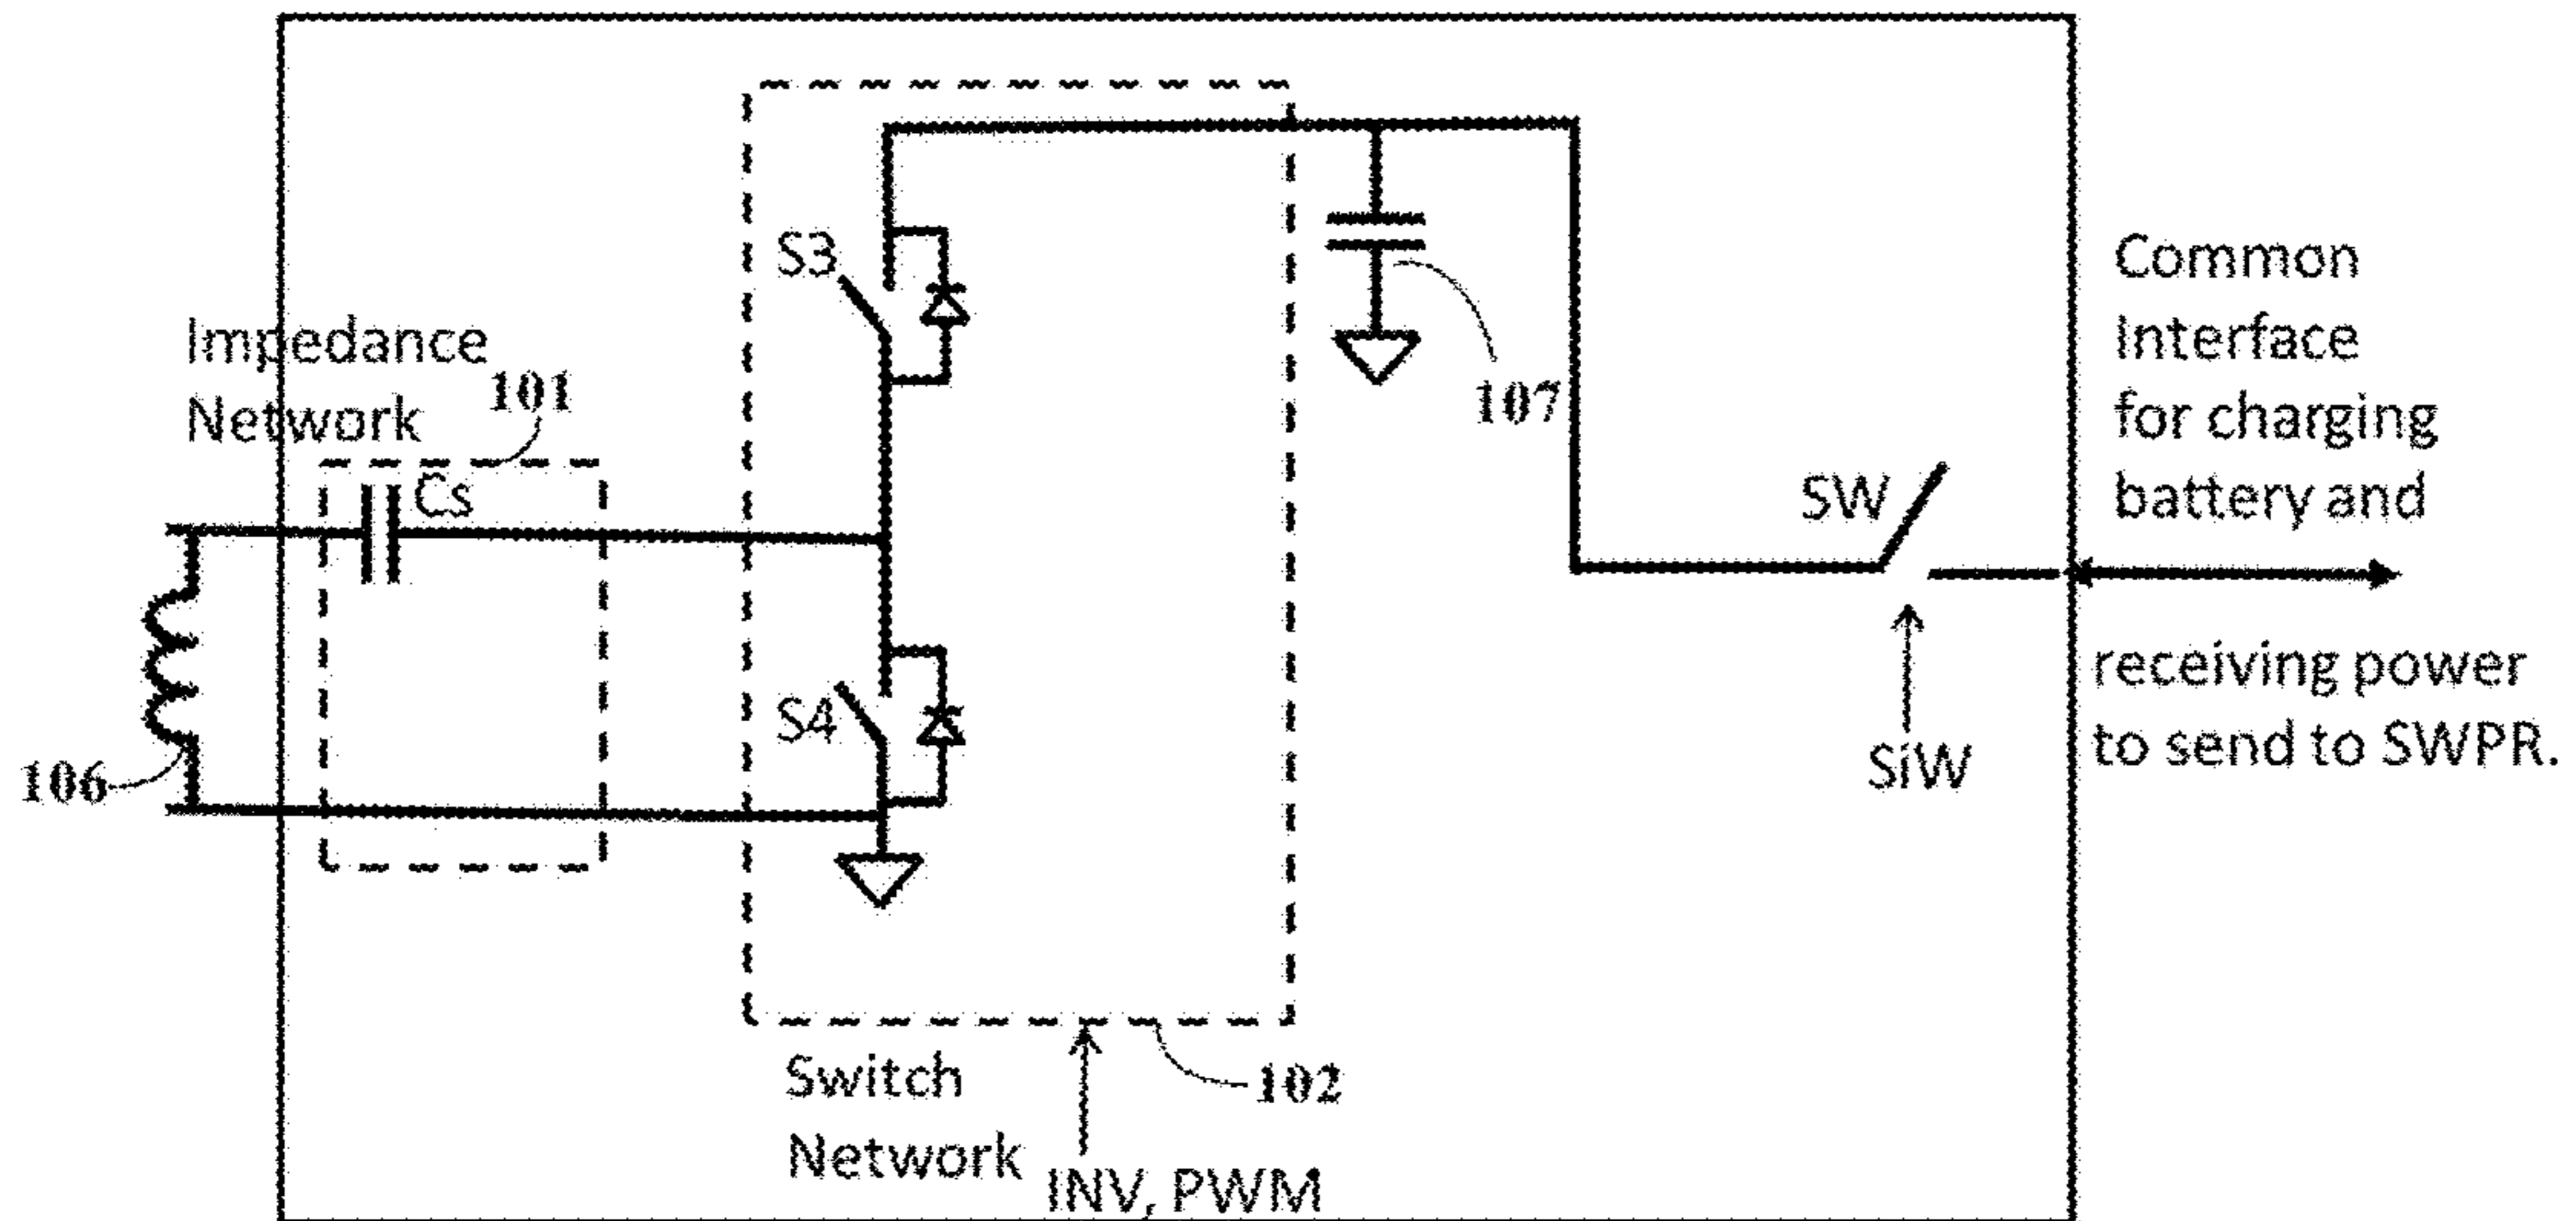 Impedance
Network
101
Cs
106
S3
S4
107
SW
SiW
Common
Interface
for charging
battery and
receiving power
to send to SWPR.
Switch
Network
102
INV, PWM